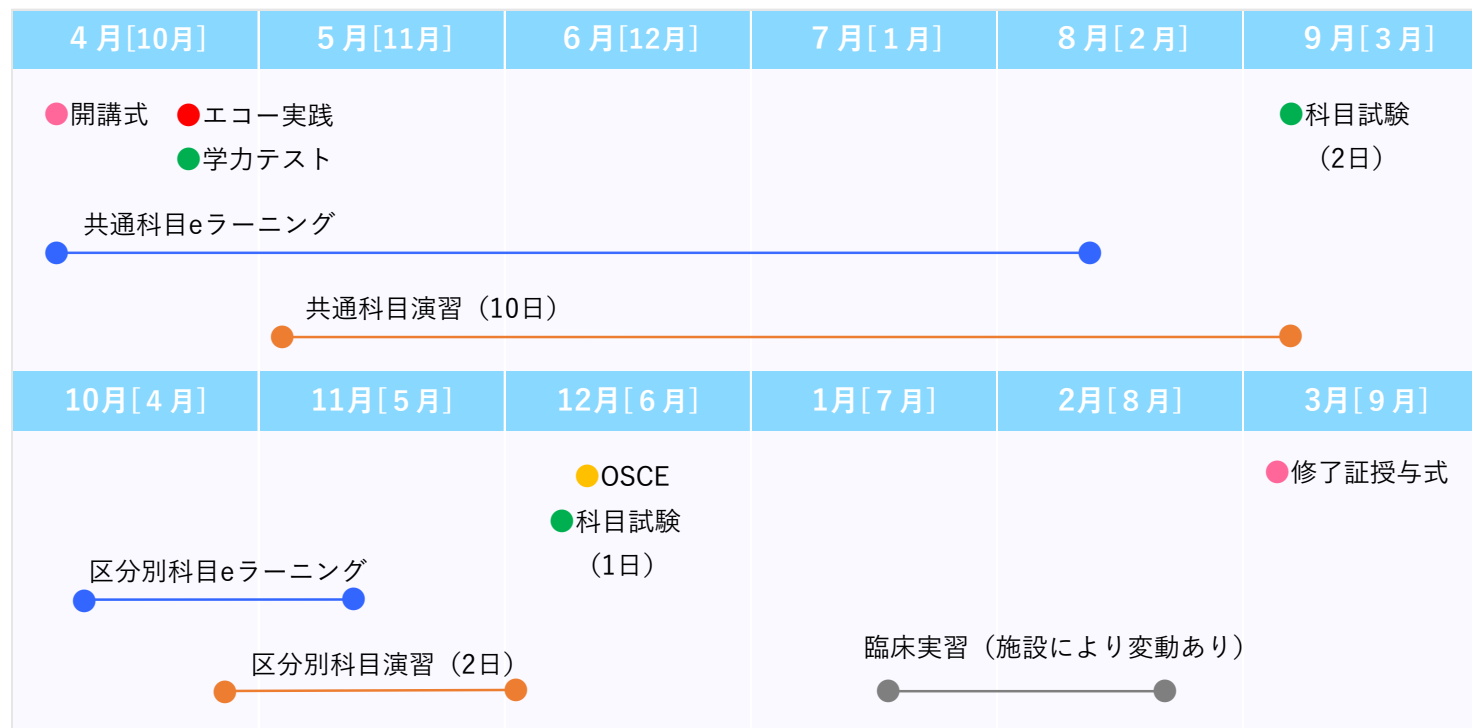 4月[10月]
5月[11月]
6月[12月]
7月[1月]
8月[2月]
9月[3月]
開講式
エコー実践
学力テスト
科目試験
（2日）
共通科目eラーニング
共通科目演習（10日）
10月[4月]
11月[5月]
12月[6月]
1月[7月]
2月[8月]
3月[9月]
OSCE
科目試験
（1日）
修了証授与式
区分別科目eラーニング
区分別科目演習（2日）
臨床実習（施設により変動あり）